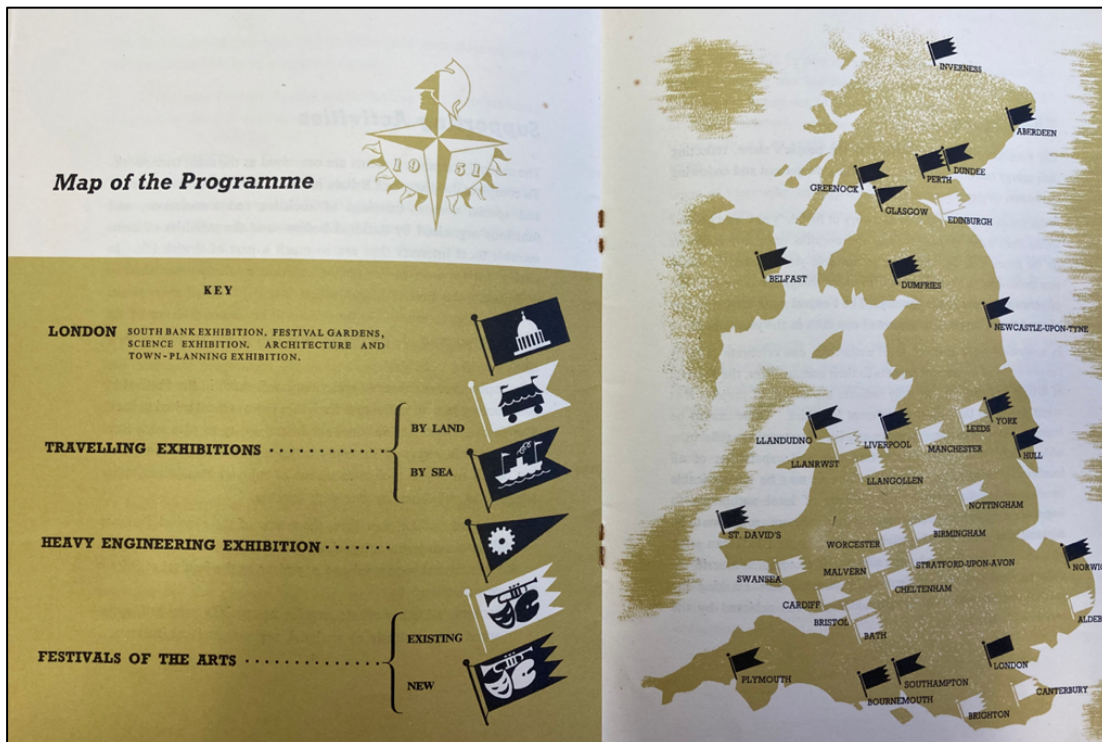 1951
Map of the Programme
KEY
LONDON SOUTH BANK EXHIBITION. FESTIVAL GARDENS,
SCIENCE EXHIBITION. ARCHITECTURE AND
TOWN-PLANNING EXHIBITION.
TRAVELLING EXHIBITIONS
BY LAND
BY SEA
HEAVY ENGINEERING EXHIBITION
FESTIVALS OF THE ARTS
EXISTING
NEW
INVERNESS
ABERDEEN
DUNDEE
PERTH
GREENOCK
GLASGOW
EDINBURGH
BELFAST
DUMFRIES
NEWCASTLE-UPON-TYNE
YORK
LEEDS
LLANDUDNO
LIVERPOOL
MANCHESTER
HULL
LLANRWST
LLANGOLLEN
NOTTINGHAM
ST. DAVID'S
BIRMINGHAM
WORCESTER
STRATFORD-UPON-AVON
MALVERN
NORWIC
SWANSEA
CHELTENHAM
CARDIFF
ALDEB
BRISTOL
BATH
LONDON
PLYMOUTH
SOUTHAMPTON
CANTERBURY
BOURNEMOUTH
BRIGHTON